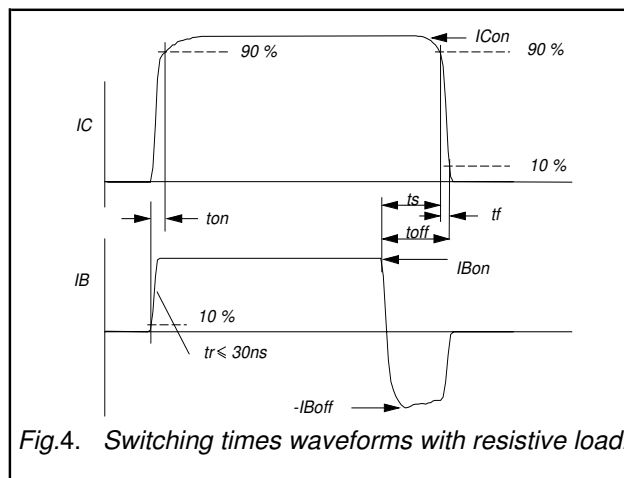 ICon
90 %
90 %
IC
10 %
ts
ton
tf
toff
IB
IBon
10 %
tr ⩽ 30ns
-IBoff
Fig.4. Switching times waveforms with resistive load.